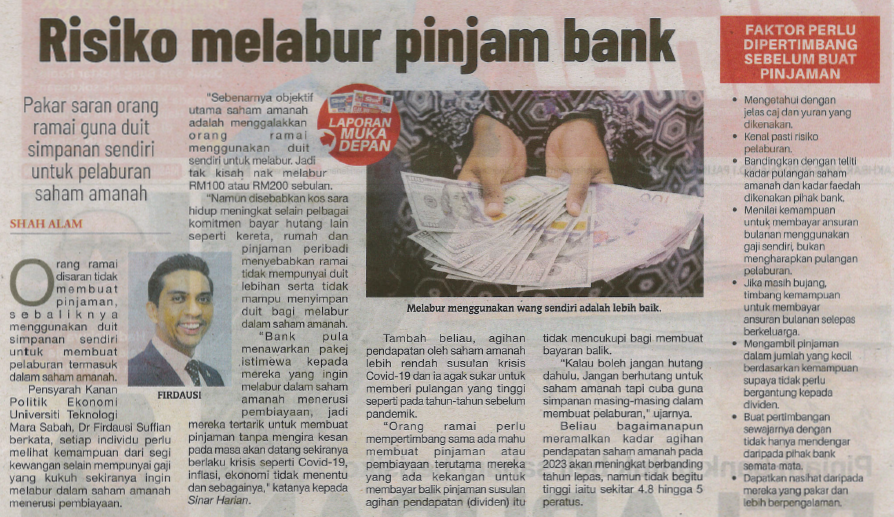 Risiko melabur pinjam bank
Pakar saran orang
ramai guna duit
simpanan sendiri
untuk pelaburan
saham amanah
SHAH ALAM
Orang ramai
disaran tidak
membuat
pinjaman,
sebaliknya
menggunakan duit
simpanan sendiri
untuk membuat
pelaburan termasuk
dalam saham amanah.
Pensyarah Kanan
Politik Ekonomi
Universiti Teknologi
Mara Sabah, Dr Firdausi Suffian
berkata, setiap individu perlu
melihat kemampuan dari segi
kewangan selain mempunyai gaji
yang kukuh sekiranya ingin
melabur dalam saham amanah
menerusi pembiayaan.
FIRDAUSI
"Sebenarnya objektif
utama saham amanah
adalah menggalakkan
orang ramai
menggunakan duit
sendiri untuk melabur. Jadi
tak kisah nak melabur
RM100 atau RM200 sebulan.
"Namun disebabkan kos sara
hidup meningkat selain pelbagai
komitmen bayar hutang lain
seperti kereta, rumah dan
pinjaman peribadi
menyebabkan ramai
tidak mempunyai duit
lebihan serta tidak
mampu menyimpan
duit bagi melabur
dalam saham amanah.
"Bank pula
menawarkan pakej
istimewa kepada
mereka yang ingin
melabur dalam saham
amanah menerusi
pembiayaan, jadi
mereka tertarik untuk membuat
pinjaman tanpa mengira kesan
pada masa akan datang sekiranya
berlaku krisis seperti Covid-19,
inflasi, ekonomi tidak menentu
dan sebagainya," katanya kepada
Sinar Harian.
LAPORAN
MUKA
DEPAN
Melabur menggunakan wang sendiri adalah lebih baik.
Tambah beliau, agihan
pendapatan oleh saham amanah
lebih rendah susulan krisis
Covid-19 dan ia agak sukar untuk
memberi pulangan yang tinggi
seperti pada tahun-tahun sebelum
pandemik.
"Orang ramai perlu
mempertimbang sama ada mahu
membuat pinjaman atau
pembiayaan terutama mereka
yang ada kekangan untuk
membayar balik pinjaman susulan
agihan pendapatan (dividen) itu
tidak mencukupi bagi membuat
bayaran balik.
"Kalau boleh jangan hutang
dahulu. Jangan berhutang untuk
saham amanah tapi cuba guna
simpanan masing-masing dalam
membuat pelaburan," ujarnya.
Beliau bagaimanapun
meramalkan kadar agihan
pendapatan saham amanah pada
2023 akan meningkat berbanding
tahun lepas, namun tidak begitu
tinggi iaitu sekitar 4.8 hingga 5
peratus.
FAKTOR PERLU
DIPERTIMBANG
SEBELUM BUAT
PINJAMAN
• Mengetahui dengan
jelas caj dan yuran yang
dikenakan.
• Kenal pasti risiko
pelaburan.
• Bandingkan dengan teliti
kadar pulangan saham
amanah dan kadar faedah
dikenakan pihak bank.
• Menilai kemampuan
untuk membayar ansuran
bulanan menggunakan
gaji sendiri, bukan
mengharapkan pulangan
pelaburan.
• Jika masih bujang,
timbang kemampuan
untuk membayar
ansuran bulanan selepas
berkeluarga.
• Mengambil pinjaman
dalam jumlah yang kecil
berdasarkan kemampuan
supaya tidak perlu
bergantung kepada
dividen.
• Buat pertimbangan
sewajarnya dengan
tidak hanya mendengar
daripada pihak bank
semata-mata.
• Dapatkan nasihat daripada
mereka yang pakar dan
lebih berpengalaman.